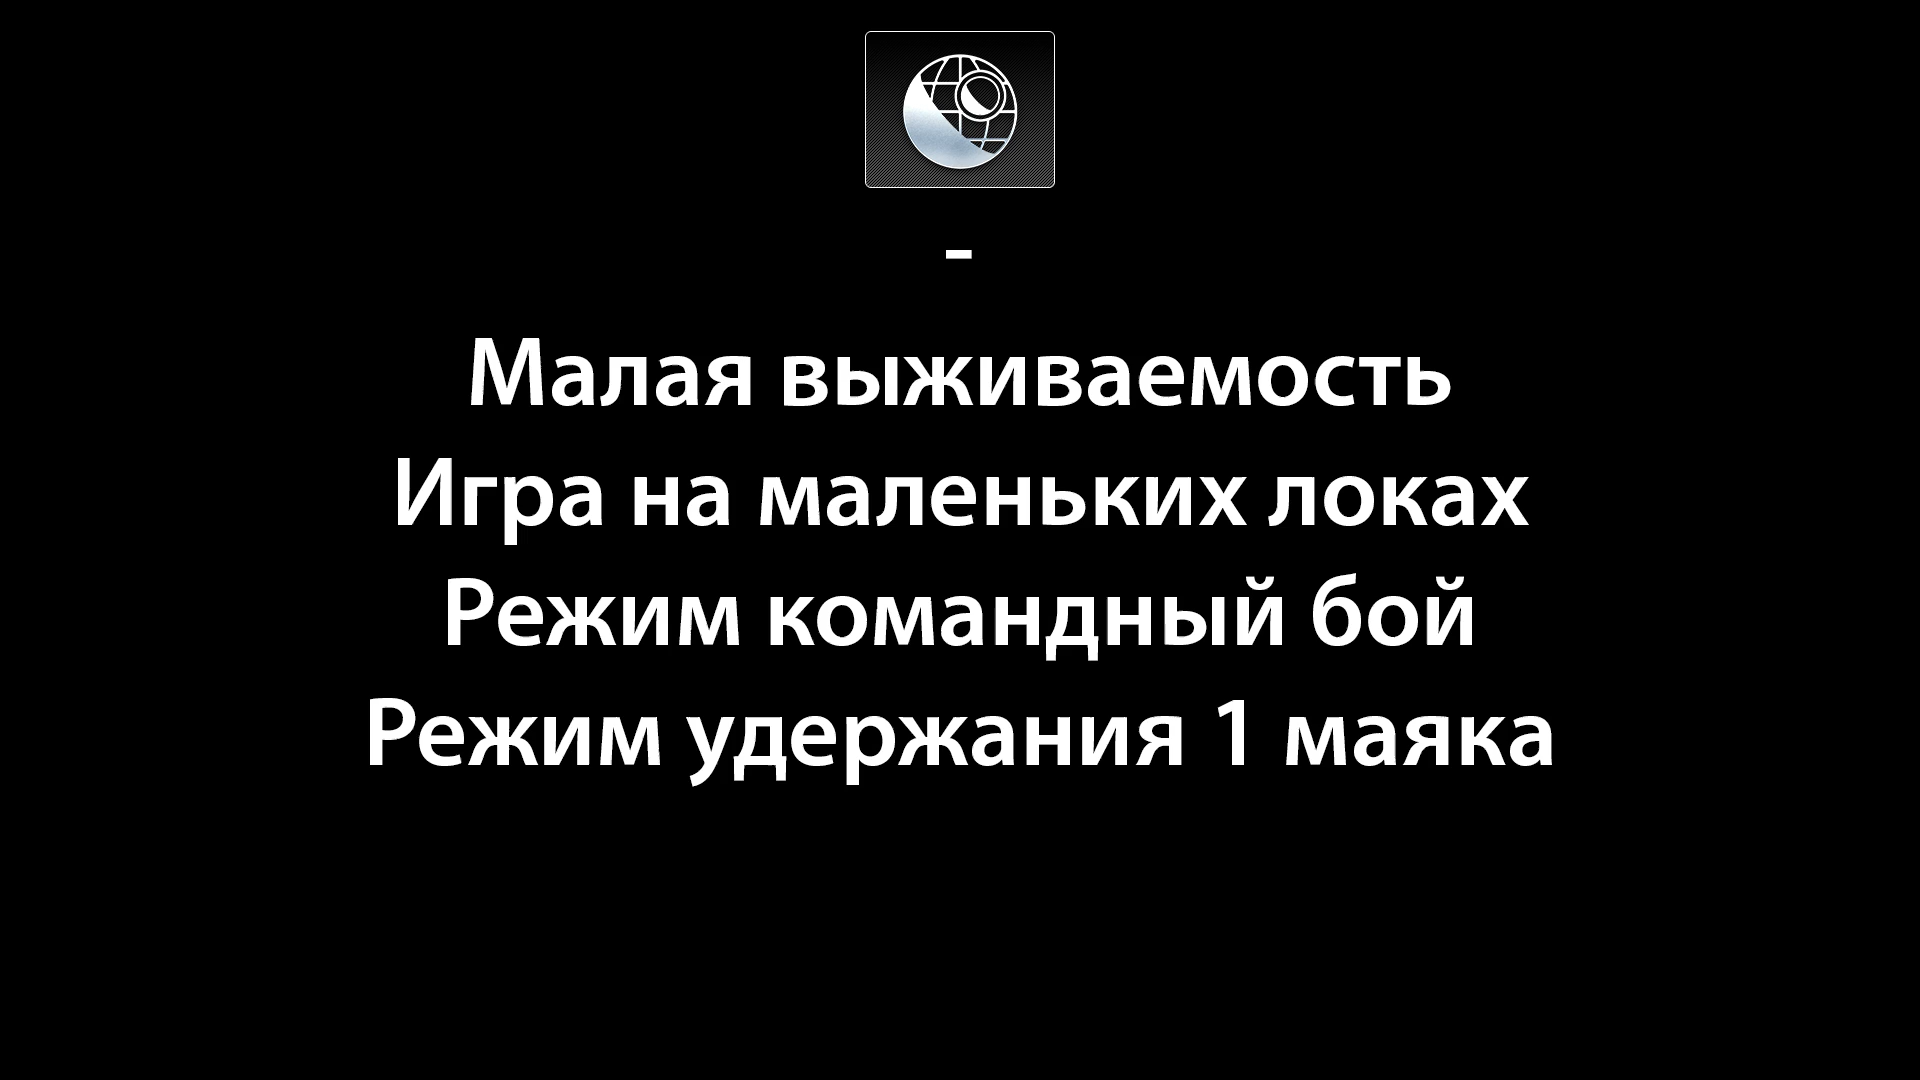 -
Малая выживаемость
Игра на маленьких локах
Режим командный бой
Режим удержания 1 маяка